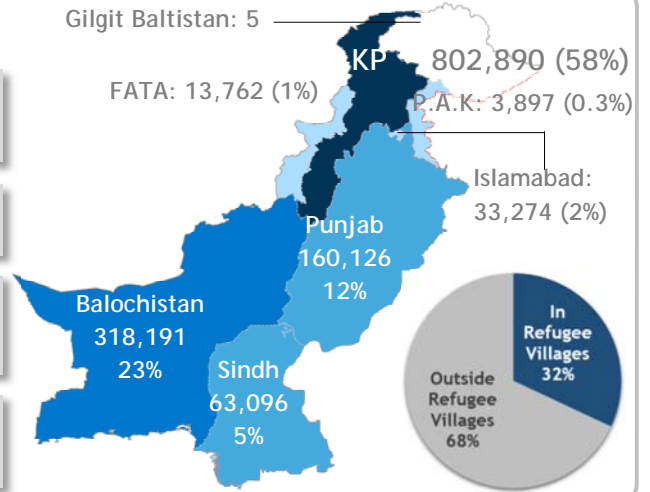 Gilgit Baltistan: 5
KP 802,890 (58%)
FATA: 13,762 (1%)
P.A.K: 3,897 (0.3%)
Islamabad:
33,274 (2%)
Punjab
160,126
12%
Balochistan
318,191
23%
Sindh
63,096
5%
In
Refugee
Villages
32%
Outside
Refugee
Villages
68%